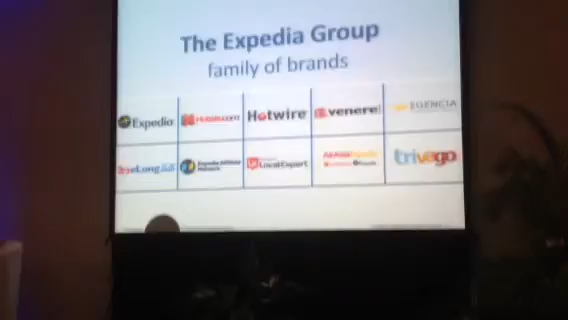 The Expedia Group
family of brands
Expedia
Hotels.com
Hotwire
venere
EGENCIA
eLong
Expedia Affiliate
Network
LocalExpert
trivago